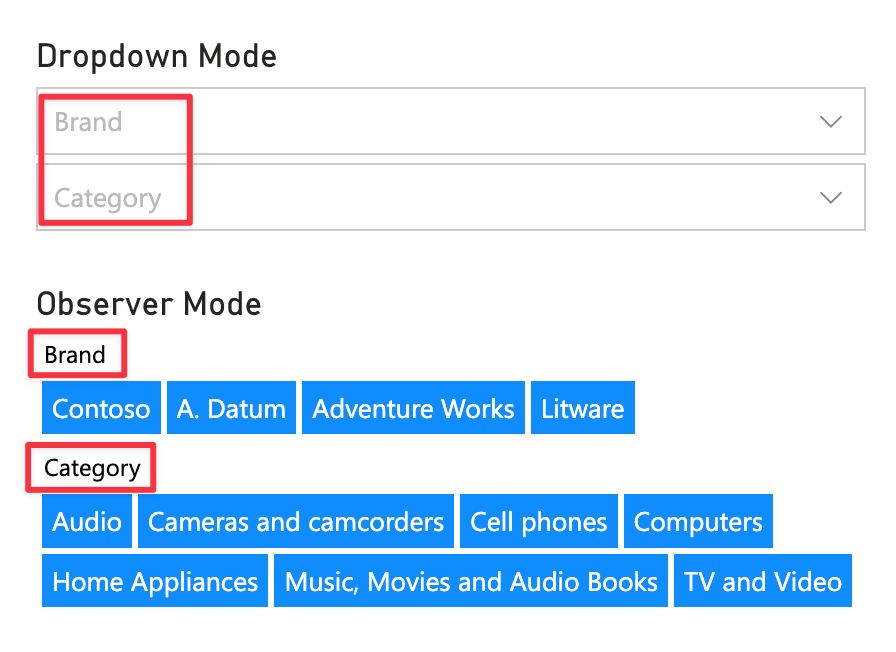 Dropdown Mode
Brand
Category
Observer Mode
Brand
Contoso A. Datum Adventure Works Litware
Category
Audio Cameras and camcorders Cell phones Computers
Home Appliances Music, Movies and Audio Books TV and Video